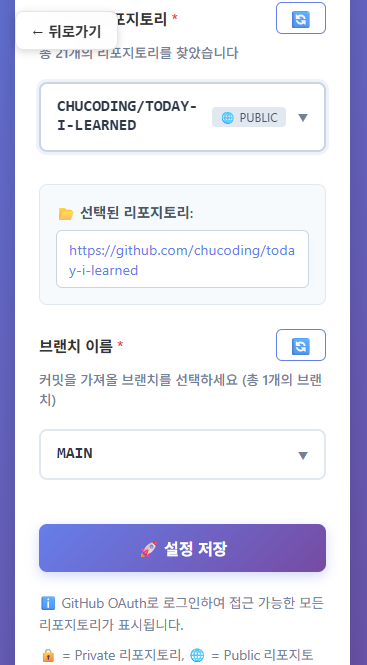 ← 뒤로가기
포지토리 *
총 21개의 리포지토리를 찾았습니다
CHUCODING/TODAY-
I-LEARNED
PUBLIC
선택된 리포지토리:
https://github.com/chucoding/toda
y-i-learned
브랜치 이름 *
커밋을 가져올 브랜치를 선택하세요 (총 1개의 브랜
치)
MAIN
🚀 설정 저장
ℹ️ GitHub OAuth로 로그인하여 접근 가능한 모든
리포지토리가 표시됩니다.
🔒 = Private 리포지토리, 🌐 = Public 리포지토